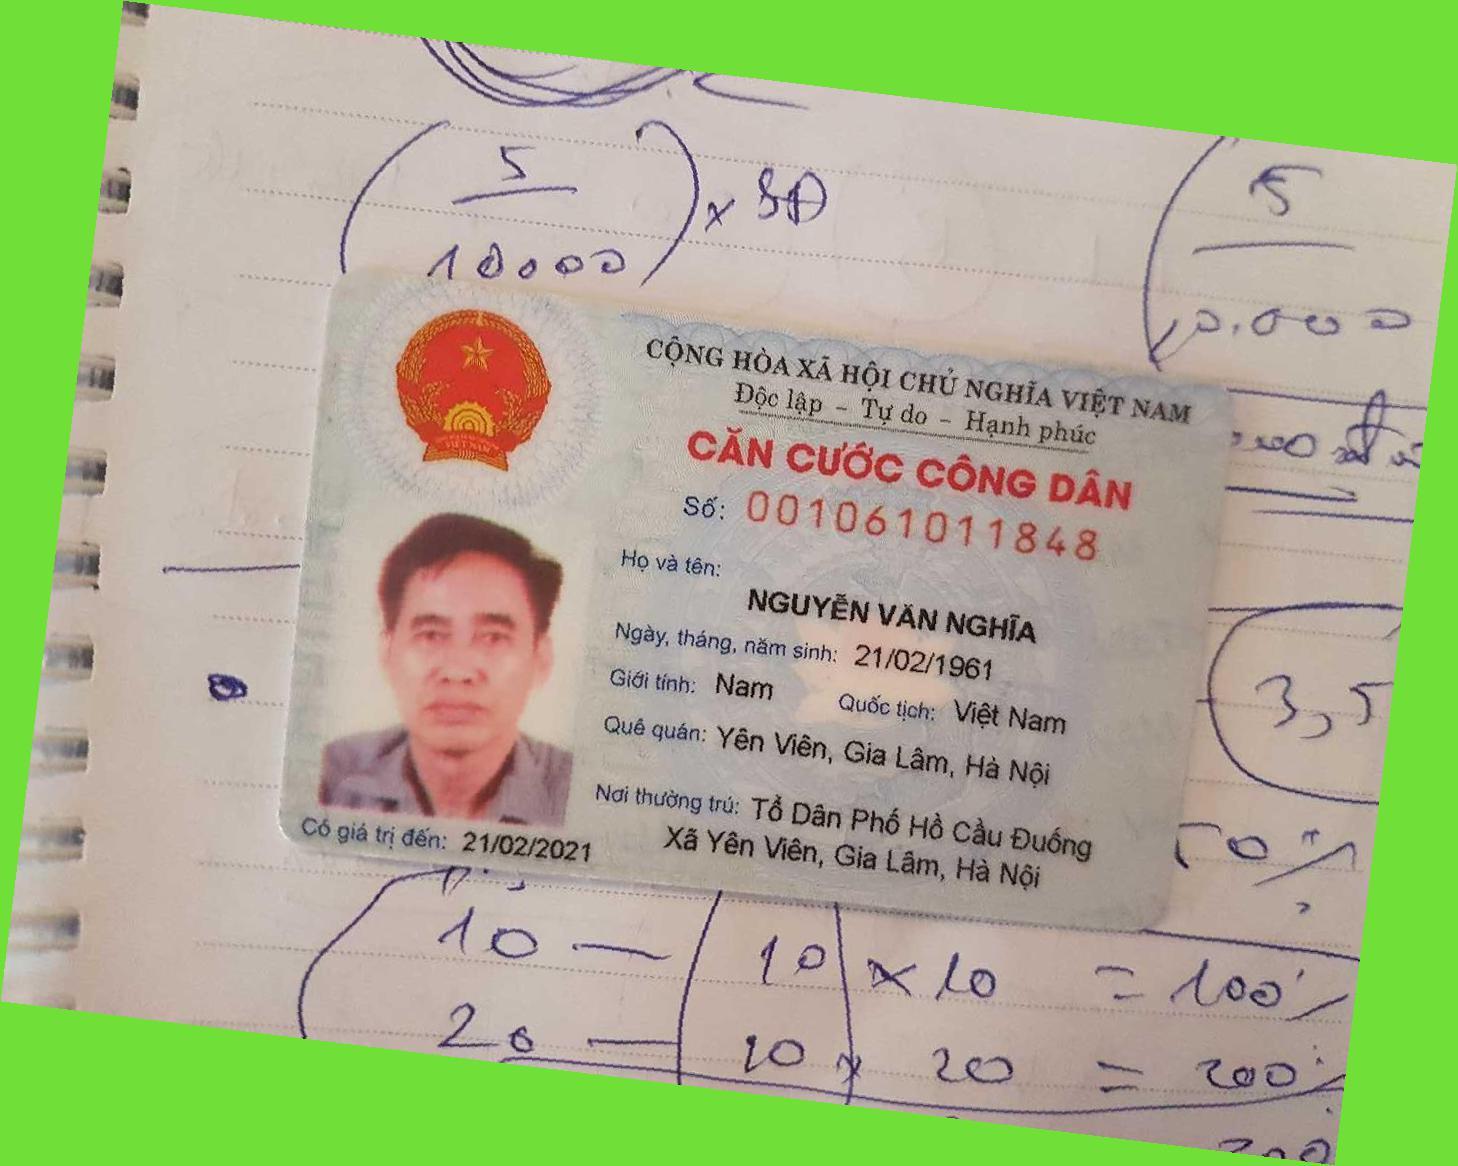 5
10000
x SĐ
5
CỘNG HÒA XÃ HỘI CHỦ NGHĨA VIỆT NAM
Độc lập - Tự do - Hạnh phúc
CĂN CƯỚC CÔNG DÂN
Số: 001061011848
Họ và tên:
NGUYỄN VĂN NGHĨA
Ngày, tháng, năm sinh: 21/02/1961
Giới tính: Nam Quốc tịch: Việt Nam
Quê quán: Yên Viên, Gia Lâm, Hà Nội
Nơi thường trú: Tổ Dân Phố Hồ Cầu Đuống
Xã Yên Viên, Gia Lâm, Hà Nội
Có giá trị đến: 21/02/2021
VIỆT NAM
3,5
50%
10 — 10 x 10 = 100%
20 — 10 x 20 = 200%